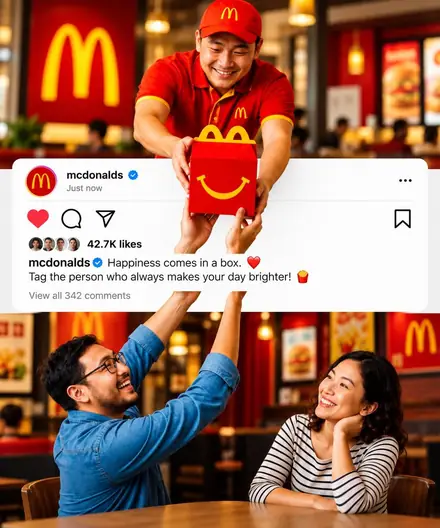 mcdonalds
Just now
42.7K likes
mcdonalds Happiness comes in a box. ❤️
Tag the person who always makes your day brighter! 🍟
View all 342 comments